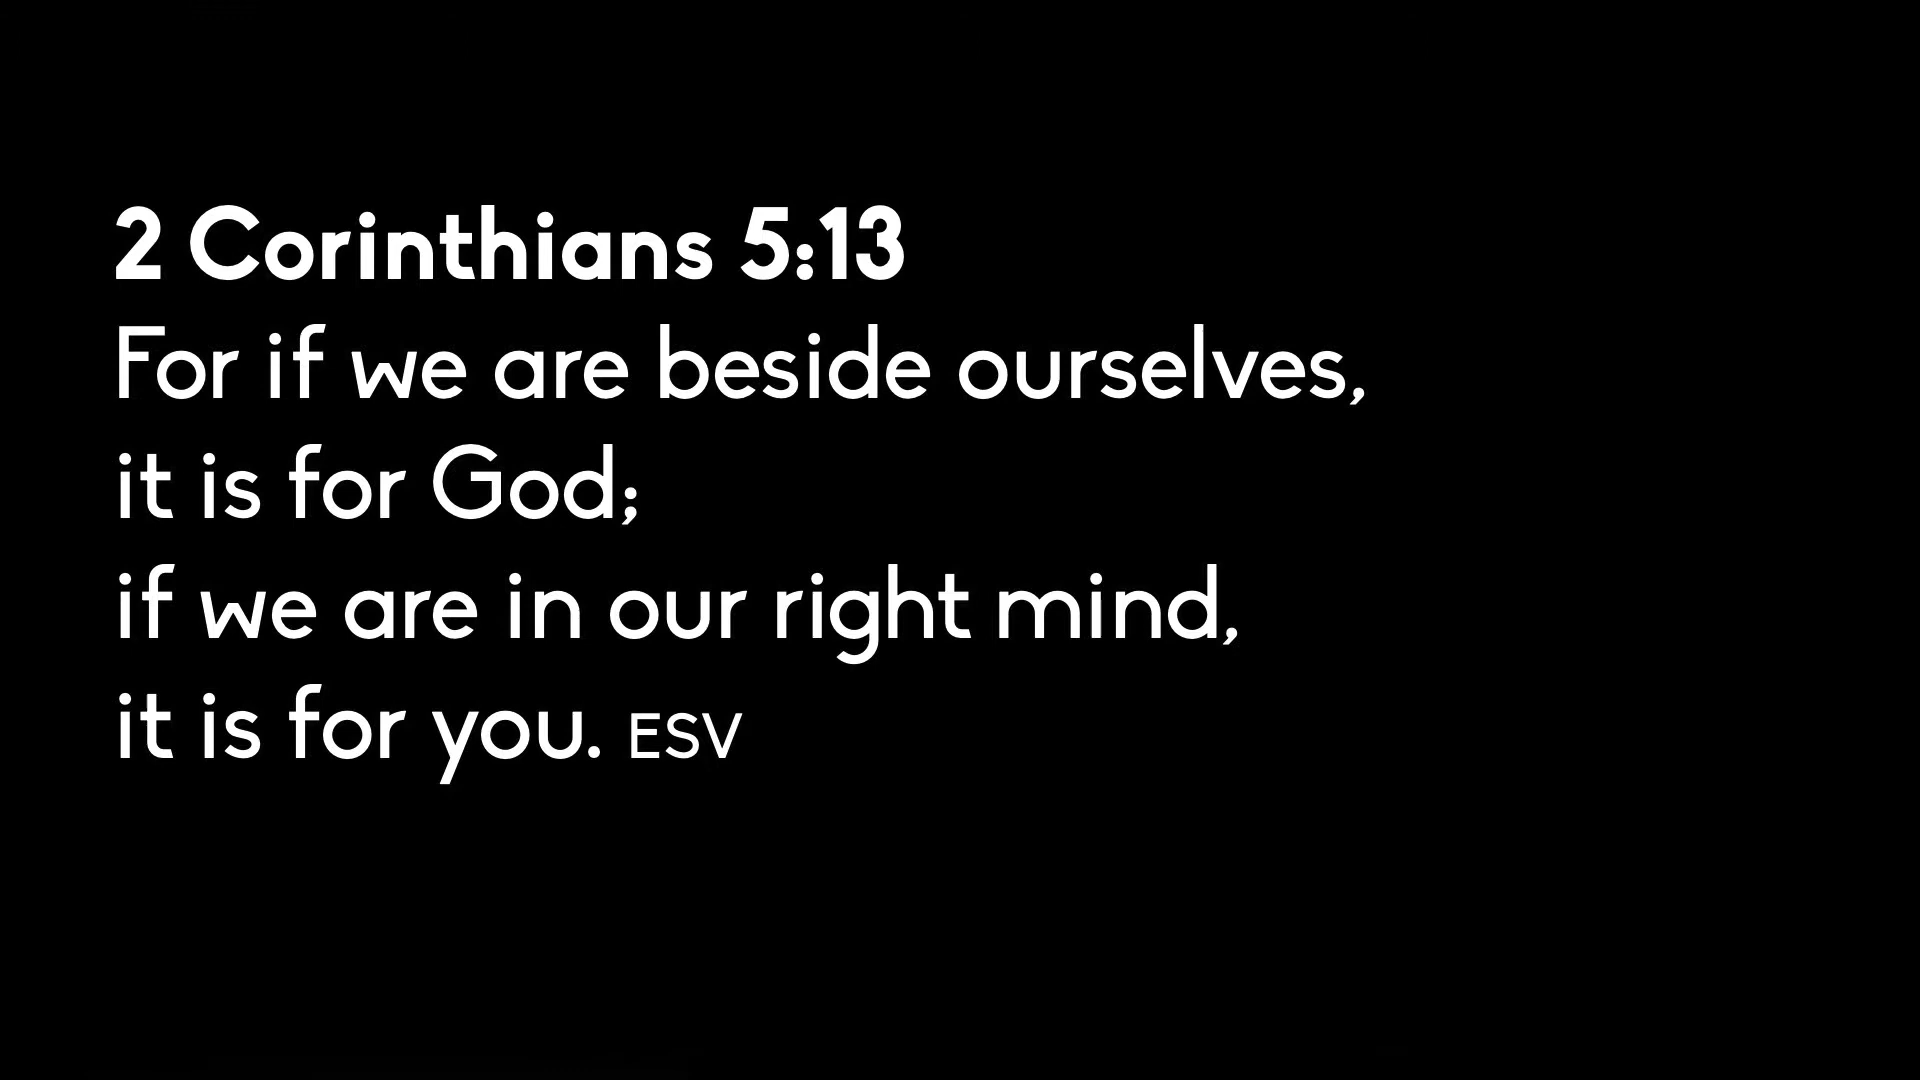 2 Corinthians 5:13
For if we are beside ourselves,
it is for God;
if we are in our right mind,
it is for you. ESV